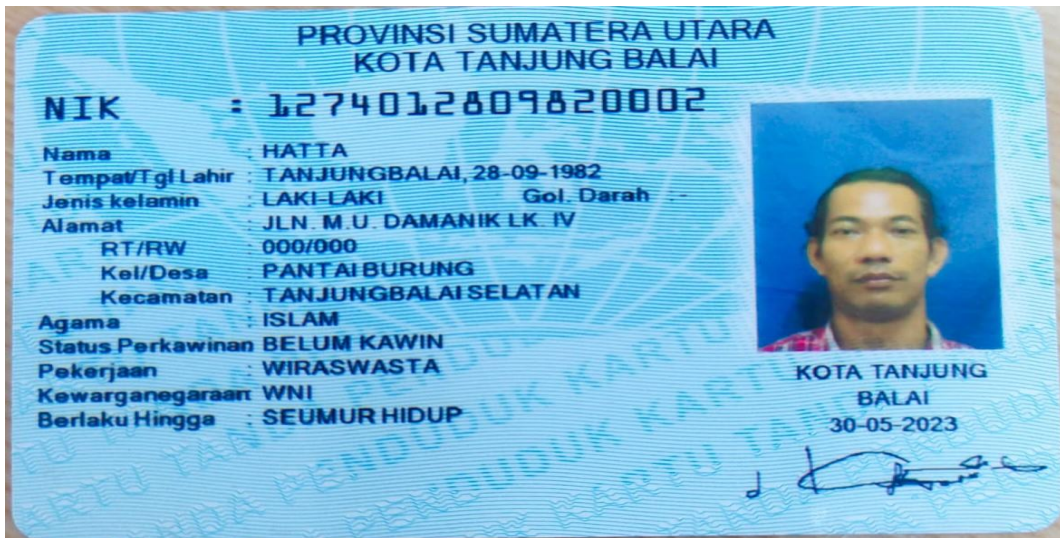 PROVINSI SUMATERA UTARA
KOTA TANJUNG BALAI
NIK : 1274012809820002
Nama : HATTA
Tempat/Tgl Lahir : TANJUNGBALAI, 28-09-1982
Jenis kelamin : LAKI-LAKI Gol. Darah : -
Alamat : JLN. M.U. DAMANIK LK. IV
RT/RW : 000/000
Kel/Desa : PANTAI BURUNG
Kecamatan : TANJUNGBALAI SELATAN
Agama : ISLAM
Status Perkawinan BELUM KAWIN
Pekerjaan : WIRASWASTA
Kewarganegaraan: WNI
Berlaku Hingga : SEUMUR HIDUP
KOTA TANJUNG
BALAI
30-05-2023